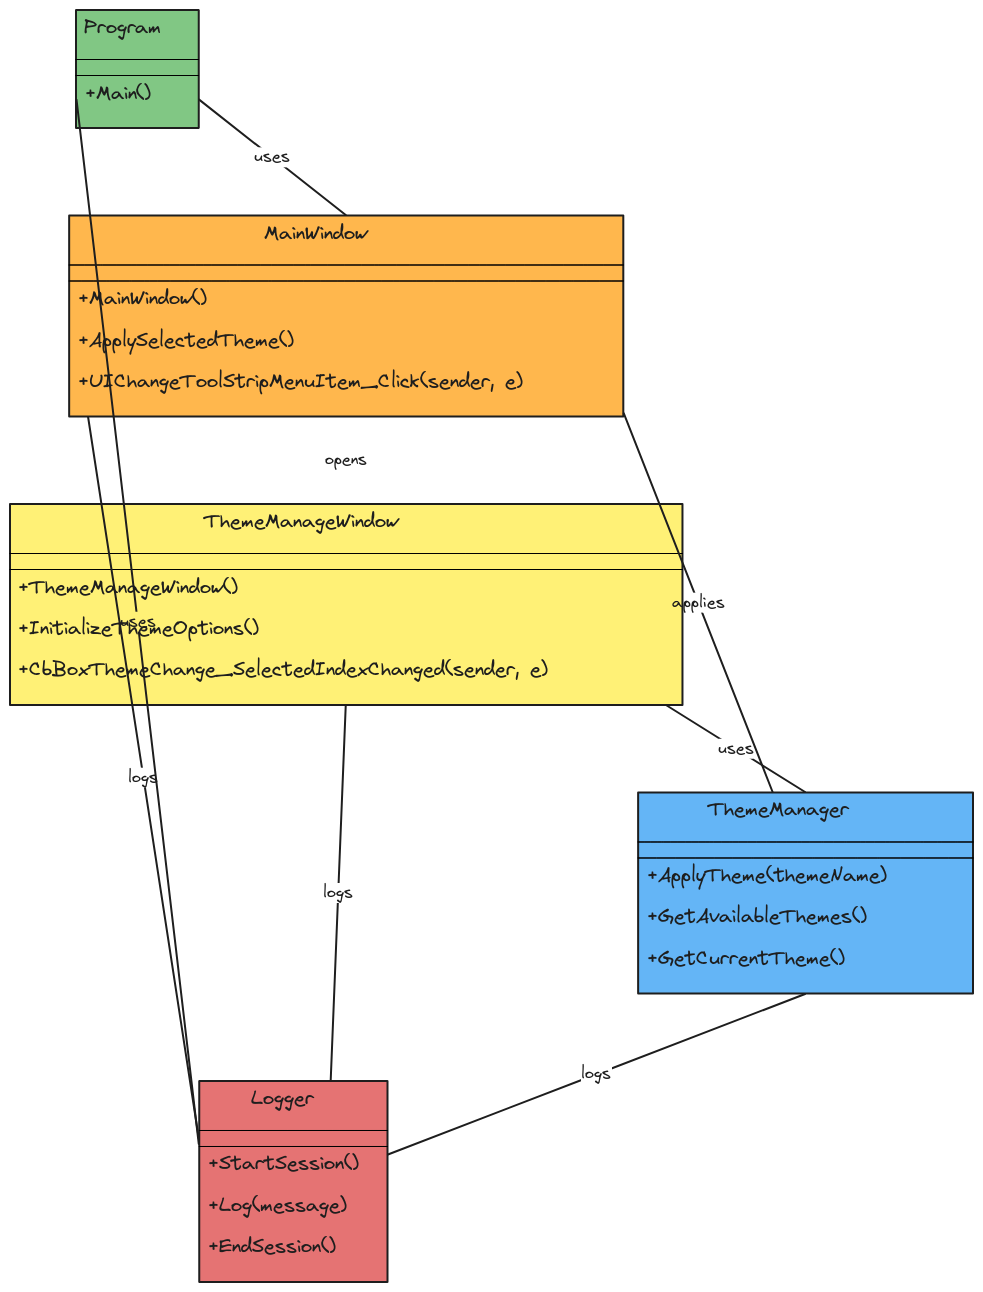 Program
+Main()
uses
MainWindow
+MainWindow()
+ApplySelectedTheme()
+UIChangeToolStripMenuItem_Click(sender, e)
opens
ThemeManageWindow
+ThemeManageWindow()
applies
uses
+InitializeThemeOptions()
+CbBoxThemeChange_SelectedIndexChanged(sender, e)
uses
logs
ThemeManager
+ApplyTheme(themeName)
logs
+GetAvailableThemes()
+GetCurrentTheme()
logs
Logger
+StartSession()
+Log(message)
+EndSession()